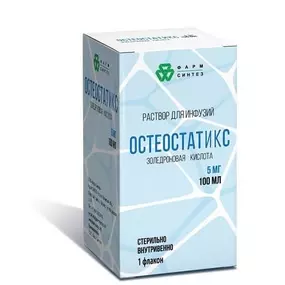 ФАРМ
СИНТЕЗ
РАСТВОР ДЛЯ ИНФУЗИЙ
ОСТЕОСТАТИКС
ЗОЛЕДРОНОВАЯ КИСЛОТА
5 МГ
100 МЛ
СТЕРИЛЬНО
ВНУТРИВЕННО
1 флакон